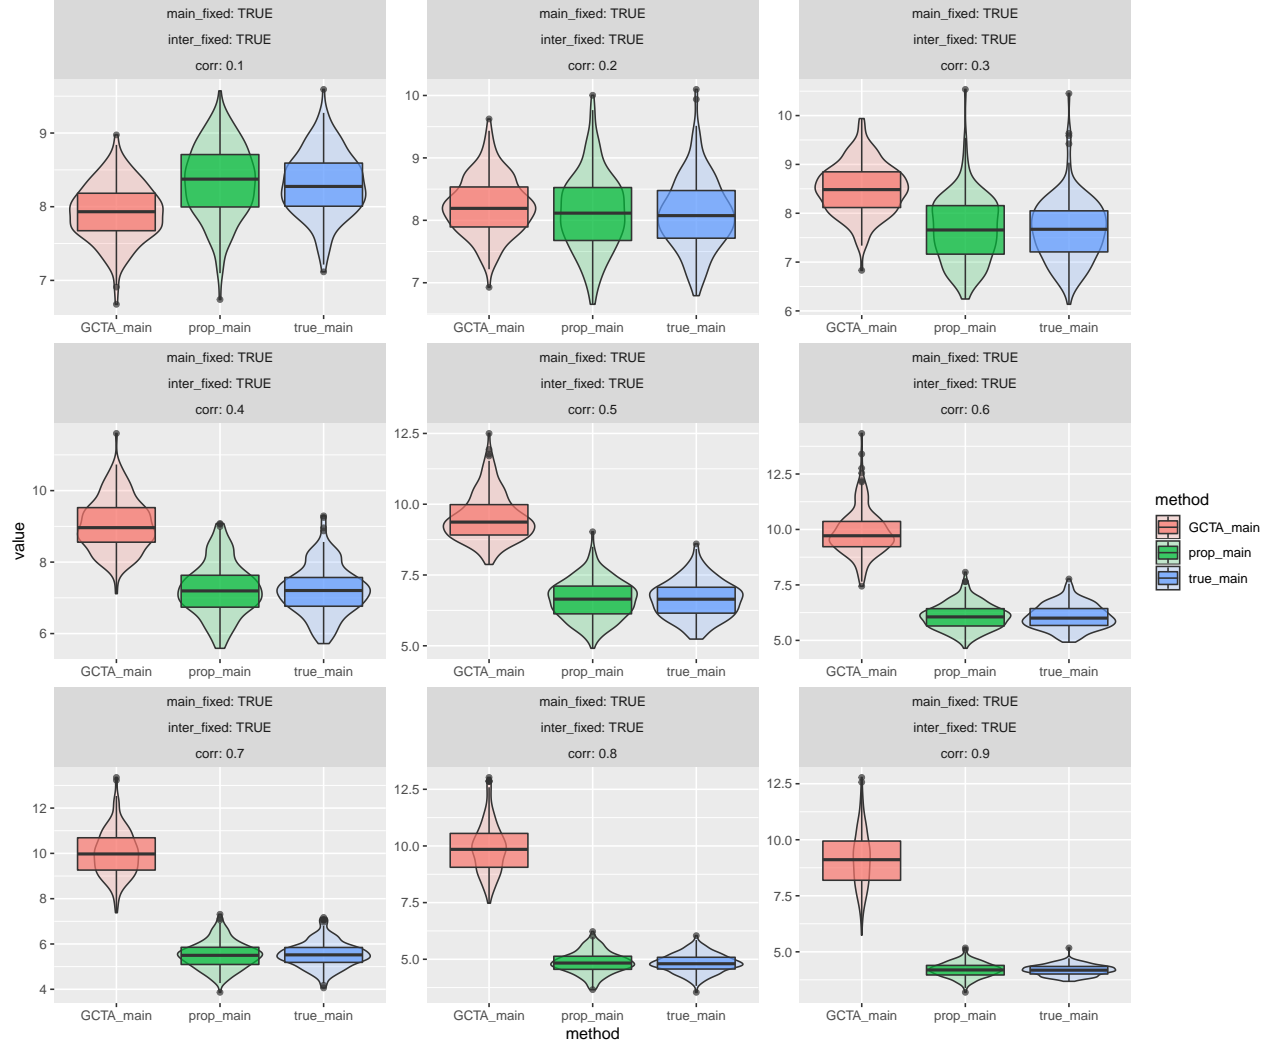 main_fixed: TRUE
inter_fixed: TRUE
corr: 0.1
9
8
7
GCTA_main prop_main true_main
main_fixed: TRUE
inter_fixed: TRUE
corr: 0.2
10
9
8
7
GCTA_main prop_main true_main
main_fixed: TRUE
inter_fixed: TRUE
corr: 0.3
10
9
8
7
6
GCTA_main prop_main true_main
main_fixed: TRUE
inter_fixed: TRUE
corr: 0.4
10
8
6
GCTA_main prop_main true_main
main_fixed: TRUE
inter_fixed: TRUE
corr: 0.5
12.5
10.0
7.5
5.0
GCTA_main prop_main true_main
main_fixed: TRUE
inter_fixed: TRUE
corr: 0.6
12.5
10.0
7.5
5.0
GCTA_main prop_main true_main
main_fixed: TRUE
inter_fixed: TRUE
corr: 0.7
12
10
8
6
4
GCTA_main prop_main true_main
main_fixed: TRUE
inter_fixed: TRUE
corr: 0.8
12.5
10.0
7.5
5.0
GCTA_main prop_main true_main
main_fixed: TRUE
inter_fixed: TRUE
corr: 0.9
12.5
10.0
7.5
5.0
GCTA_main prop_main true_main
value
method
method
GCTA_main
prop_main
true_main